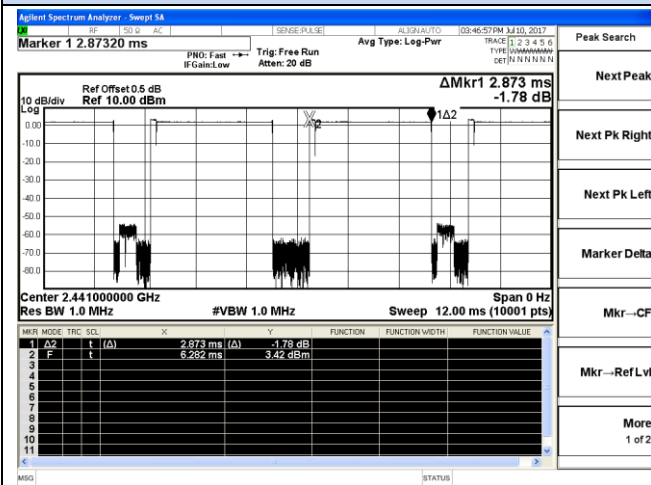 Agilent Spectrum Analyzer - Swept SA
RF 50 Ω AC SENSE:PULSE ALIGN AUTO 03:46:57 PM Jul 10, 2017
Marker 1 2.87320 ms
PNO: Fast
IFGain:Low
Trig: Free Run
Atten: 20 dB
Avg Type: Log-Pwr
TRACE 1 2 3 4 5 6
TYPE
DET N N N N N N
Ref Offset 0.5 dB
10 dB/div Ref 10.00 dBm
Log
ΔMkr1 2.873 ms
-1.78 dB
1Δ2
2
0.00
-10.0
-20.0
-30.0
-40.0
-50.0
-60.0
-70.0
-80.0
Center 2.441000000 GHz Span 0 Hz
Res BW 1.0 MHz #VBW 1.0 MHz Sweep 12.00 ms (10001 pts)
MKR MODE TRC SCL X Y FUNCTION FUNCTION WIDTH FUNCTION VALUE
1 Δ2 t (Δ) 2.873 ms (Δ) -1.78 dB
2 F t 6.282 ms 3.42 dBm
3
4
5
6
7
8
9
10
11
MSG STATUS
Peak Search
Next Peak
Next Pk Right
Next Pk Left
Marker Delta
Mkr→CF
Mkr→Ref Lvl
More
1 of 2